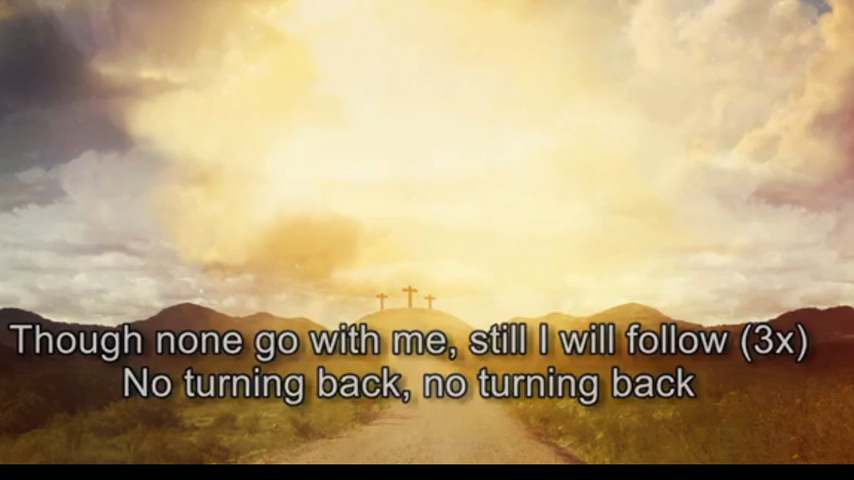 Though none go with me, still I will follow (3x)
No turning back, no turning back